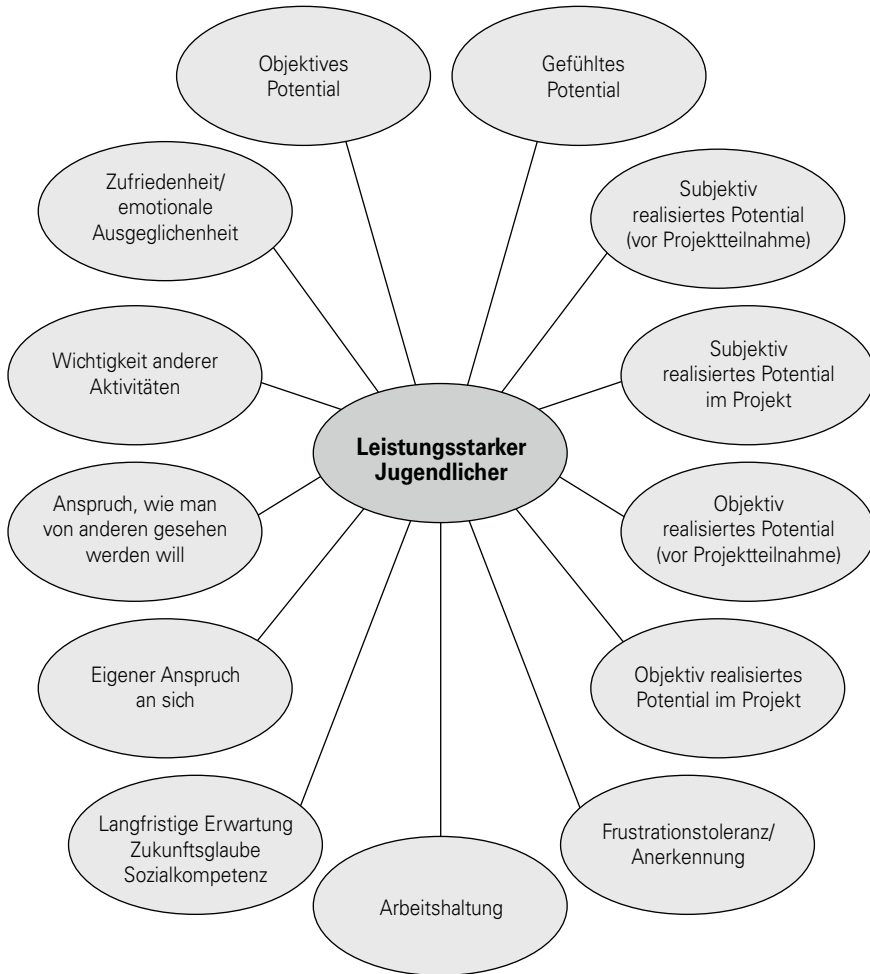 Objektives
Potential
Gefühltes
Potential
Zufriedenheit/
emotionale
Ausgeglichenheit
Subjektiv
realisiertes Potential
(vor Projektteilnahme)
Wichtigkeit anderer
Aktivitäten
Subjektiv
realisiertes Potential
im Projekt
Leistungsstarker
Jugendlicher
Anspruch, wie man
von anderen gesehen
werden will
Objektiv
realisiertes Potential
(vor Projektteilnahme)
Eigener Anspruch
an sich
Objektiv realisiertes
Potential im Projekt
Langfristige Erwartung
Zukunftsglaube
Sozialkompetenz
Frustrationstoleranz/
Anerkennung
Arbeitshaltung